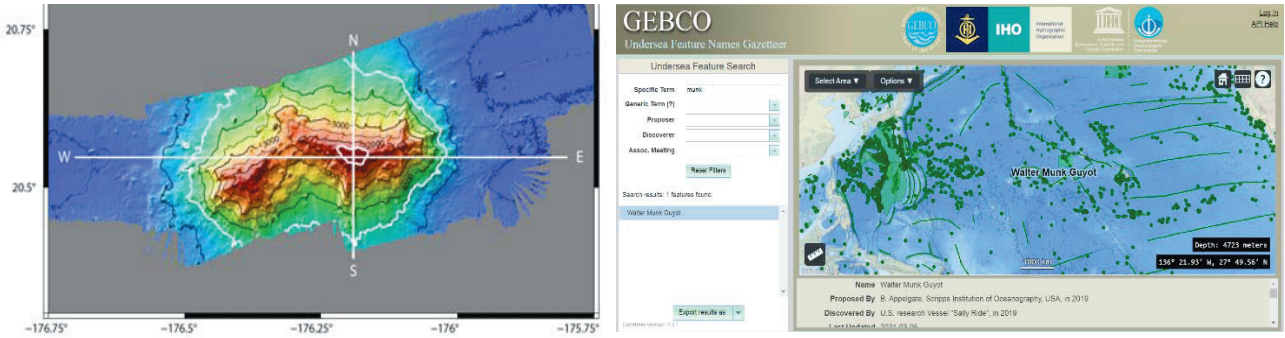 20.75°
N
3000
W
E
20.5°
S
-176.75°
-176.5°
-176.25°
-176°
-175.75°
GEBCO
Undersea Feature Names Gazetteer
IHO
International
Hydrographic
Organization
Log In
API Help
Undersea Feature Search
Specific Term munk
Generic Term (?)
Proposer
Discoverer
Assoc. Meeting
Reset Filters
Search results: 1 features found.
Walter Munk Guyot
Export results as:
Select Area ▼
Options ▼
?
Walter Munk Guyot
1000 km
Depth: 4723 meters
136° 21.93' W, 27° 49.56' N
Name Walter Munk Guyot
Proposed By B. Appelgate, Scripps Institution of Oceanography, USA, in 2019
Discovered By U.S. research Vessel "Sally Ride", in 2019